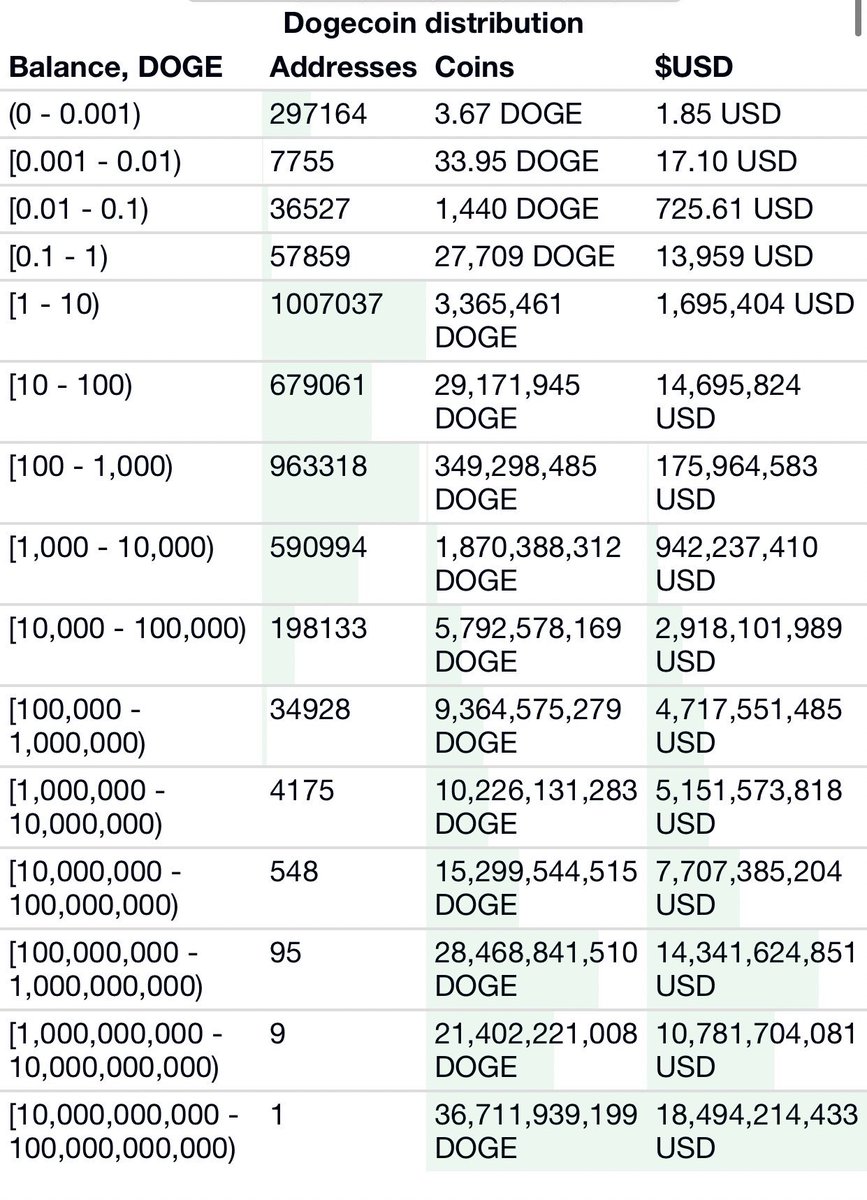 Dogecoin distribution
Balance, DOGE Addresses Coins $USD
(0 - 0.001) 297164 3.67 DOGE 1.85 USD
[0.001 - 0.01) 7755 33.95 DOGE 17.10 USD
[0.01 - 0.1) 36527 1,440 DOGE 725.61 USD
[0.1 - 1) 57859 27,709 DOGE 13,959 USD
[1 - 10) 1007037 3,365,461 1,695,404 USD
DOGE
[10 - 100) 679061 29,171,945 14,695,824
DOGE USD
[100 - 1,000) 963318 349,298,485 175,964,583
DOGE USD
[1,000 - 10,000) 590994 1,870,388,312 942,237,410
DOGE USD
[10,000 - 100,000) 198133 5,792,578,169 2,918,101,989
DOGE USD
[100,000 - 34928 9,364,575,279 4,717,551,485
1,000,000) DOGE USD
[1,000,000 - 4175 10,226,131,283 5,151,573,818
10,000,000) DOGE USD
[10,000,000 - 548 15,299,544,515 7,707,385,204
100,000,000) DOGE USD
[100,000,000 - 95 28,468,841,510 14,341,624,851
1,000,000,000) DOGE USD
[1,000,000,000 - 9 21,402,221,008 10,781,704,081
10,000,000,000) DOGE USD
[10,000,000,000 - 1 36,711,939,199 18,494,214,433
100,000,000,000) DOGE USD